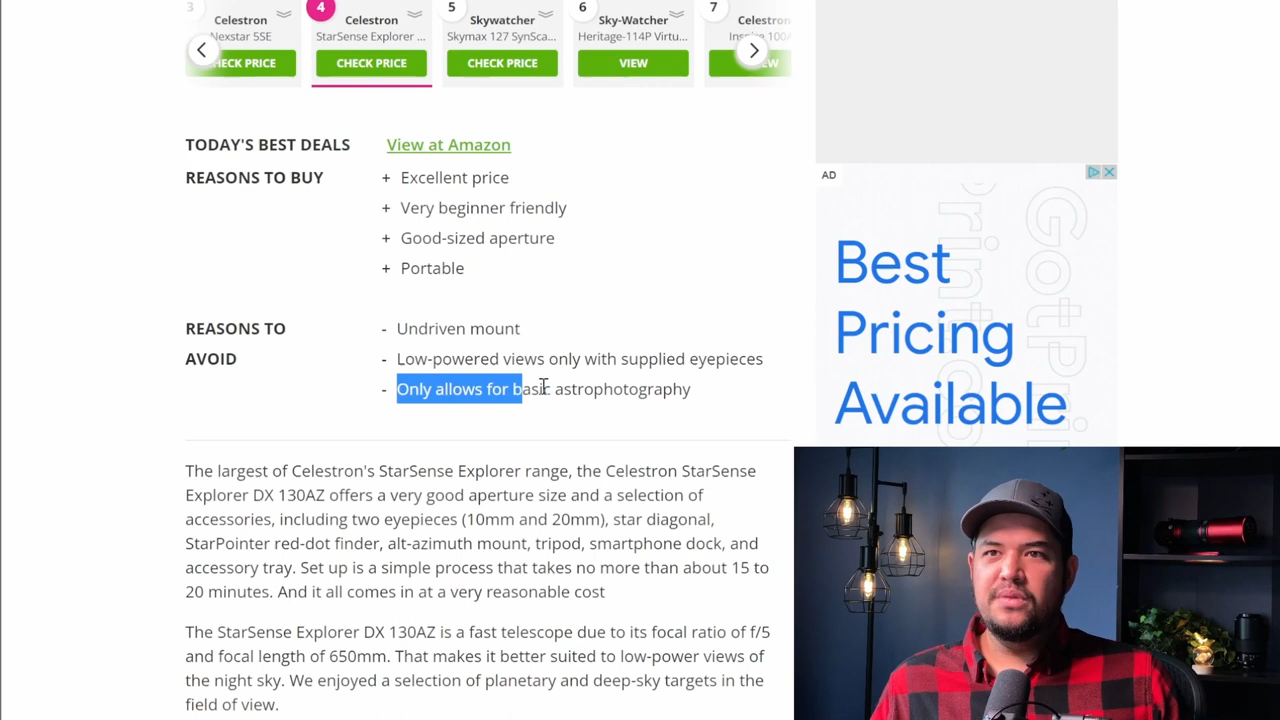 3
4
5
6
7
Celestron
Celestron
Skywatcher
Sky-Watcher
Celestron
Nexstar 5SE
StarSense Explorer ...
Skymax 127 SynSca...
Heritage-114P Virtu...
100A
CHECK PRICE
CHECK PRICE
VIEW
TODAY'S BEST DEALS
View at Amazon
REASONS TO BUY
+ Excellent price
+ Very beginner friendly
+ Good-sized aperture
+ Portable
REASONS TO
AVOID
- Undriven mount
- Low-powered views only with supplied eyepieces
- Only allows for basic astrophotography
The largest of Celestron's StarSense Explorer range, the Celestron StarSense
Explorer DX 130AZ offers a very good aperture size and a selection of
accessories, including two eyepieces (10mm and 20mm), star diagonal,
StarPointer red-dot finder, alt-azimuth mount, tripod, smartphone dock, and
accessory tray. Set up is a simple process that takes no more than about 15 to
20 minutes. And it all comes in at a very reasonable cost
The StarSense Explorer DX 130AZ is a fast telescope due to its focal ratio of f/5
and focal length of 650mm. That makes it better suited to low-power views of
the night sky. We enjoyed a selection of planetary and deep-sky targets in the
field of view.
AD
GotPrint
Best
Pricing
Available